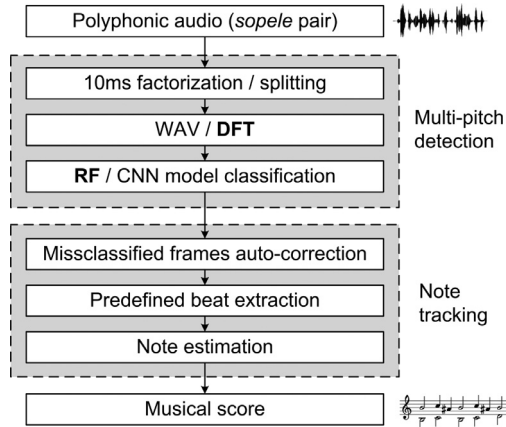 Polyphonic audio (sopele pair)
10ms factorization / splitting
WAV / DFT
RF / CNN model classification
Multi-pitch
detection
Missclassified frames auto-correction
Predefined beat extraction
Note estimation
Note
tracking
Musical score